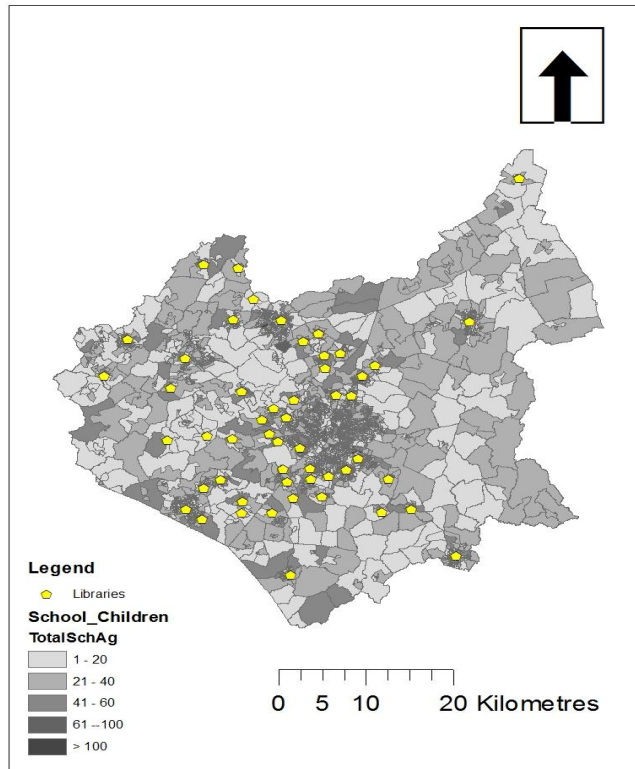 Legend
Libraries
School_Children
TotalSchAg
1 - 20
21 - 40
41 - 60
61 --100
> 100
0 5 10 20 Kilometres